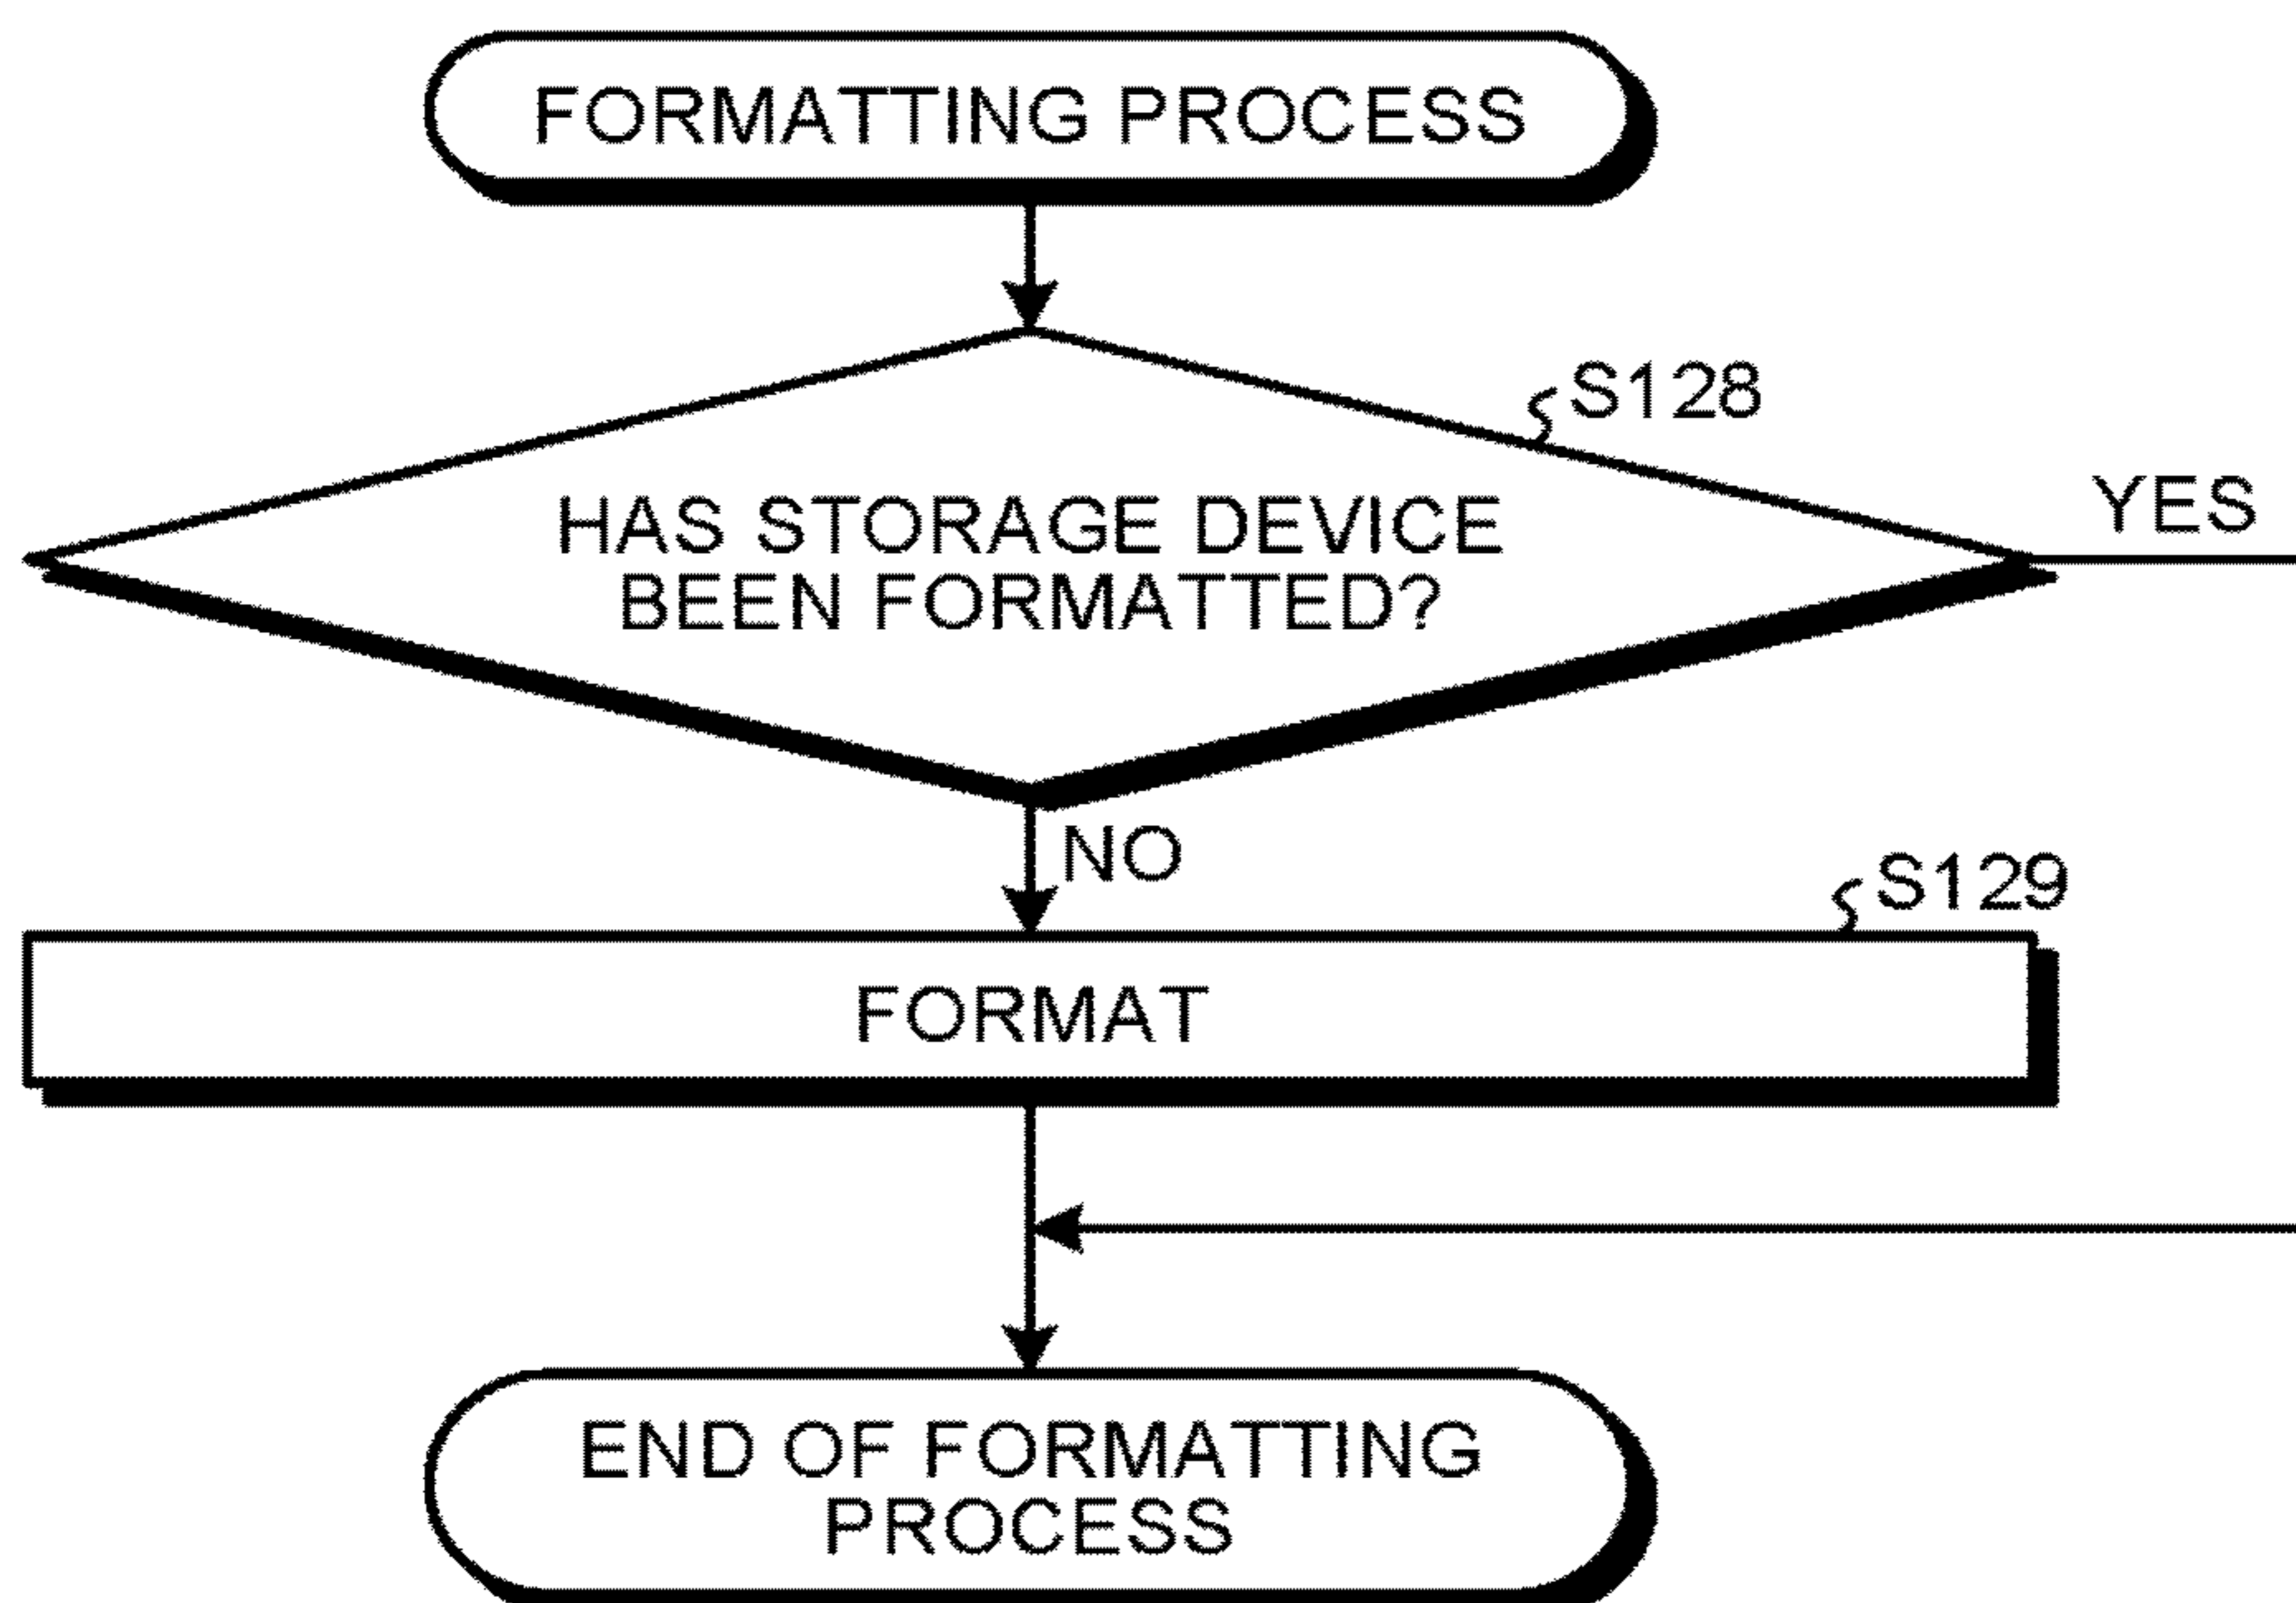 FORMATTING PROCESS
S128
HAS STORAGE DEVICE
BEEN FORMATTED?
YES
NO
S129
FORMAT
END OF FORMATTING
PROCESS